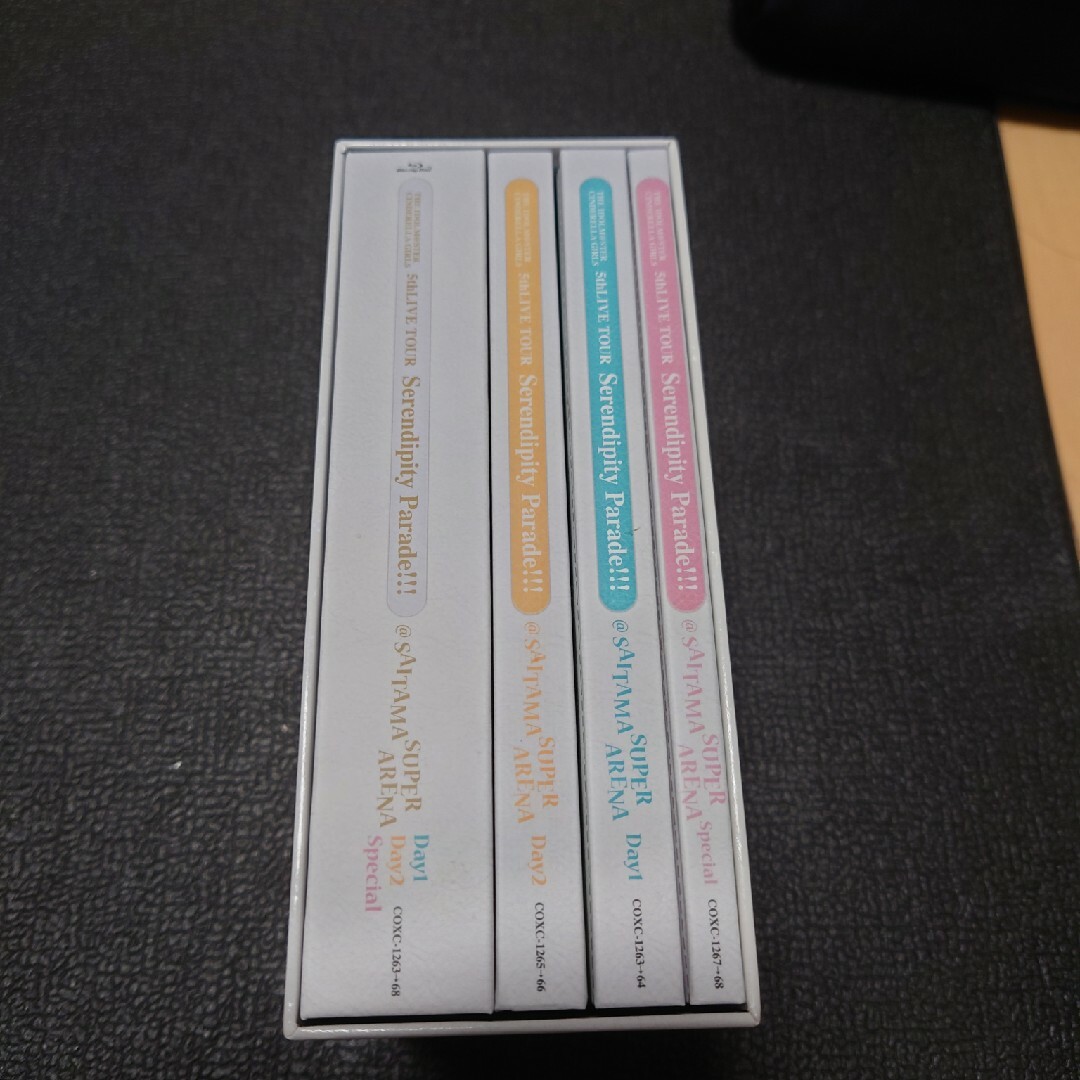 THE IDOLM@STER
CINDERELLA GIRLS
5thLIVE TOUR
Serendipity Parade!!!
@SAITAMA SUPER ARENA
Day1
Day2
Special
COXC-1263→68
THE IDOLM@STER
CINDERELLA GIRLS
5thLIVE TOUR
Serendipity Parade!!!
@SAITAMA SUPER ARENA
Day2
COXC-1265→66
THE IDOLM@STER
CINDERELLA GIRLS
5thLIVE TOUR
Serendipity Parade!!!
@SAITAMA SUPER ARENA
Day1
COXC-1263→64
THE IDOLM@STER
CINDERELLA GIRLS
5thLIVE TOUR
Serendipity Parade!!!
@SAITAMA SUPER ARENA
Special
COXC-1267→68